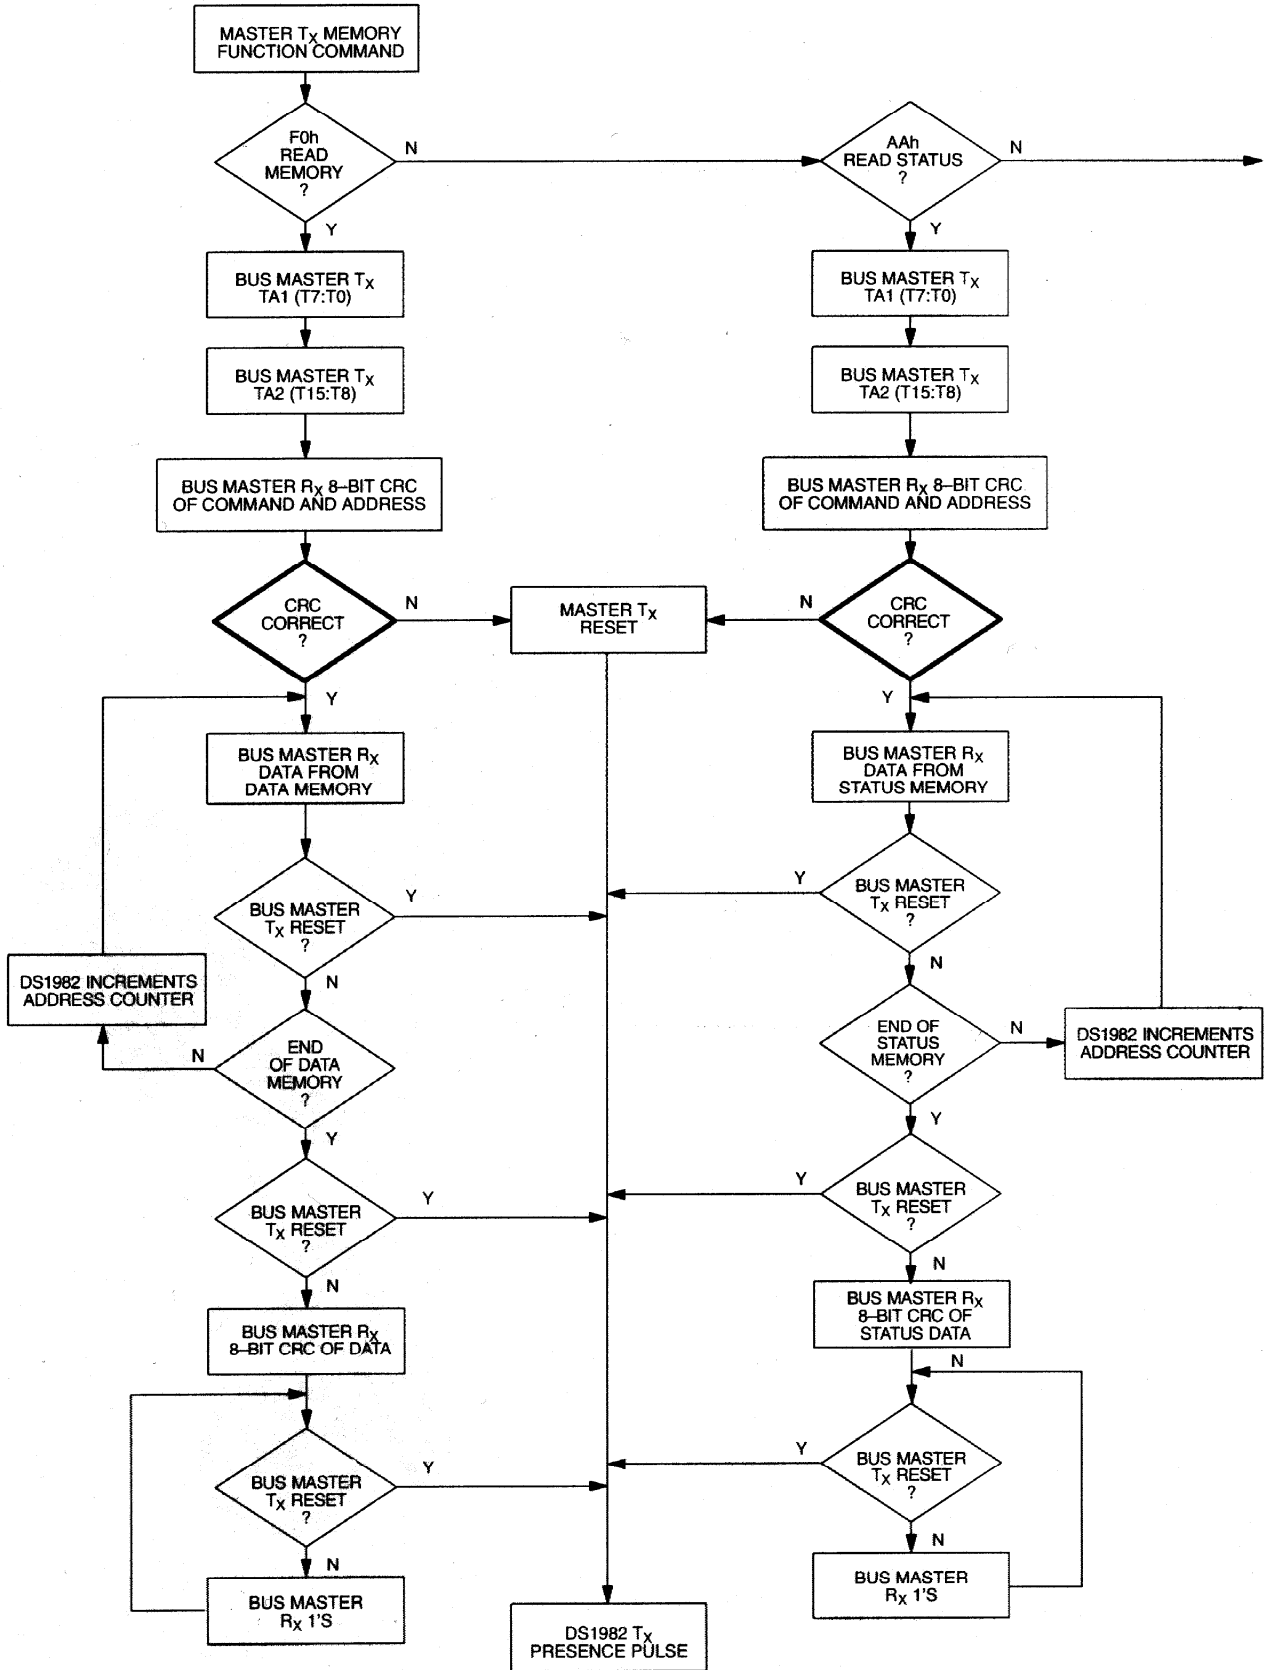 MASTER TX MEMORY
FUNCTION COMMAND
F0h
READ
MEMORY
?
N
Y
AAh
READ STATUS
?
N
Y
BUS MASTER TX
TA1 (T7:T0)
BUS MASTER TX
TA1 (T7:T0)
BUS MASTER TX
TA2 (T15:T8)
BUS MASTER TX
TA2 (T15:T8)
BUS MASTER RX 8–BIT CRC
OF COMMAND AND ADDRESS
BUS MASTER RX 8–BIT CRC
OF COMMAND AND ADDRESS
CRC
CORRECT
?
N
Y
MASTER TX
RESET
N
CRC
CORRECT
?
Y
BUS MASTER RX
DATA FROM
DATA MEMORY
BUS MASTER RX
DATA FROM
STATUS MEMORY
BUS MASTER
TX RESET
?
Y
N
Y
BUS MASTER
TX RESET
?
N
DS1982 INCREMENTS
ADDRESS COUNTER
N
END
OF DATA
MEMORY
?
Y
END OF
STATUS
MEMORY
?
N
Y
DS1982 INCREMENTS
ADDRESS COUNTER
BUS MASTER
TX RESET
?
Y
N
Y
BUS MASTER
TX RESET
?
N
BUS MASTER RX
8–BIT CRC OF DATA
BUS MASTER RX
8–BIT CRC OF
STATUS DATA
N
BUS MASTER
TX RESET
?
Y
N
Y
BUS MASTER
TX RESET
?
N
BUS MASTER
RX 1'S
BUS MASTER
RX 1'S
DS1982 TX
PRESENCE PULSE